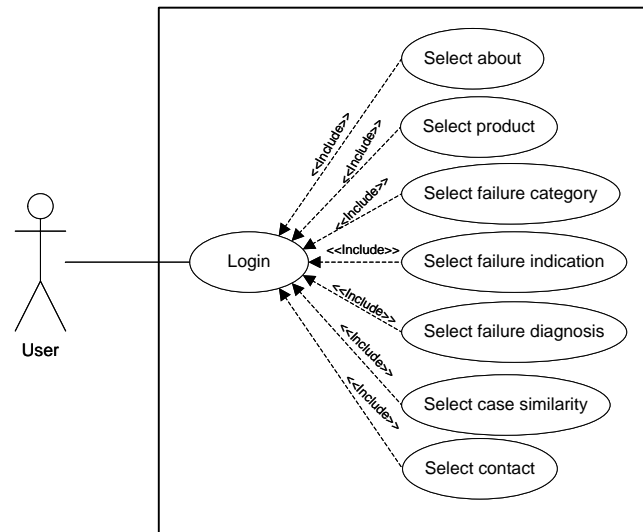 Select about
<<Include>>
Select product
<<Include>>
Select failure category
<<Include>>
Login
<<Include>>
Select failure indication
<<Include>>
Select failure diagnosis
User
<<Include>>
Select case similarity
<<Include>>
Select contact